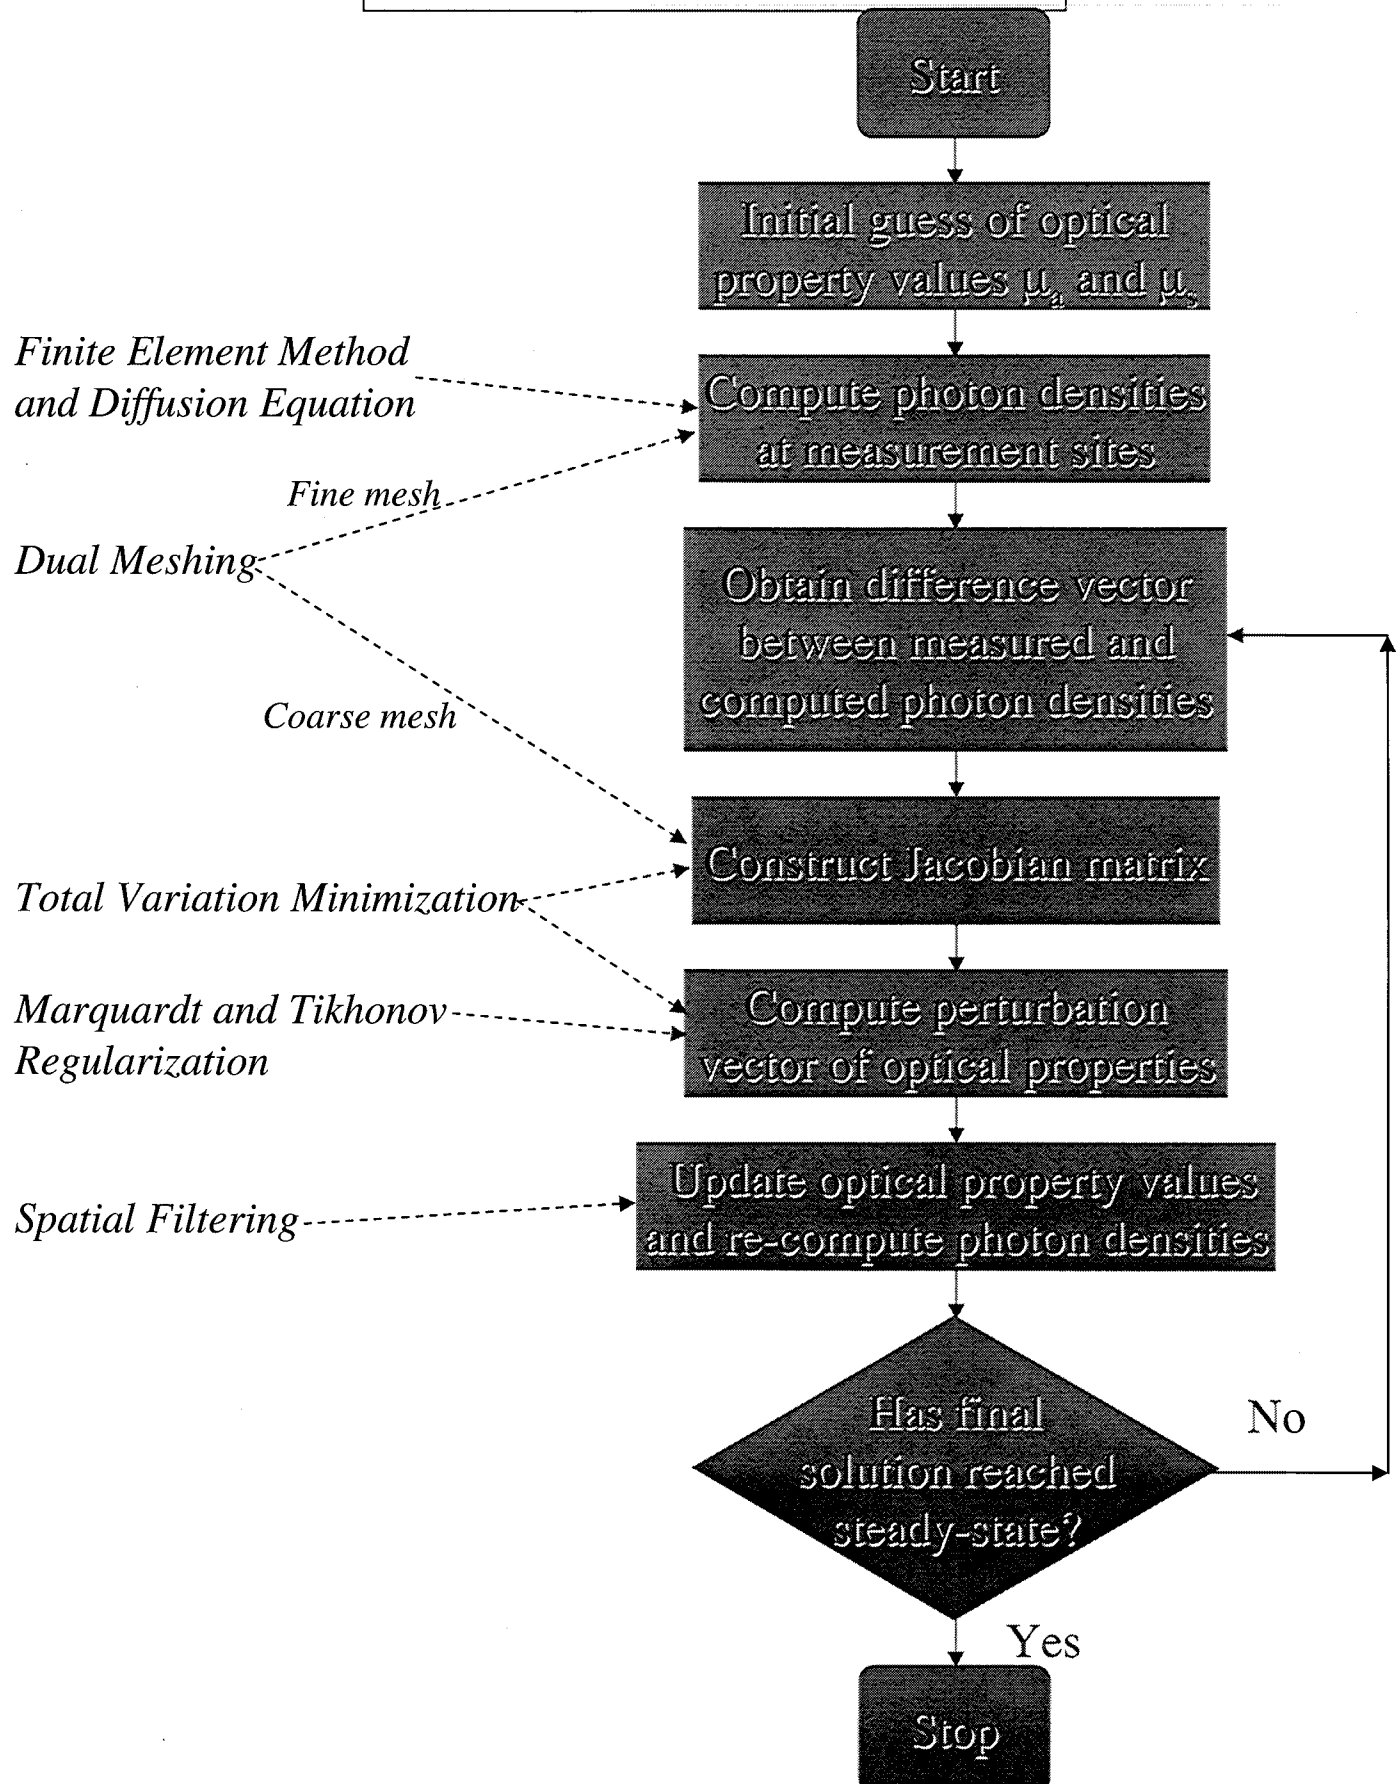 Start
Initial guess of optical
property values μa and μs
Finite Element Method
and Diffusion Equation
Compute photon densities
at measurement sites
Fine mesh
Dual Meshing
Obtain difference vector
between measured and
computed photon densities
Coarse mesh
Construct Jacobian matrix
Total Variation Minimization
Marquardt and Tikhonov
Regularization
Compute perturbation
vector of optical properties
Update optical property values
and re-compute photon densities
Spatial Filtering
Has final
solution reached
steady-state?
No
Yes
Stop